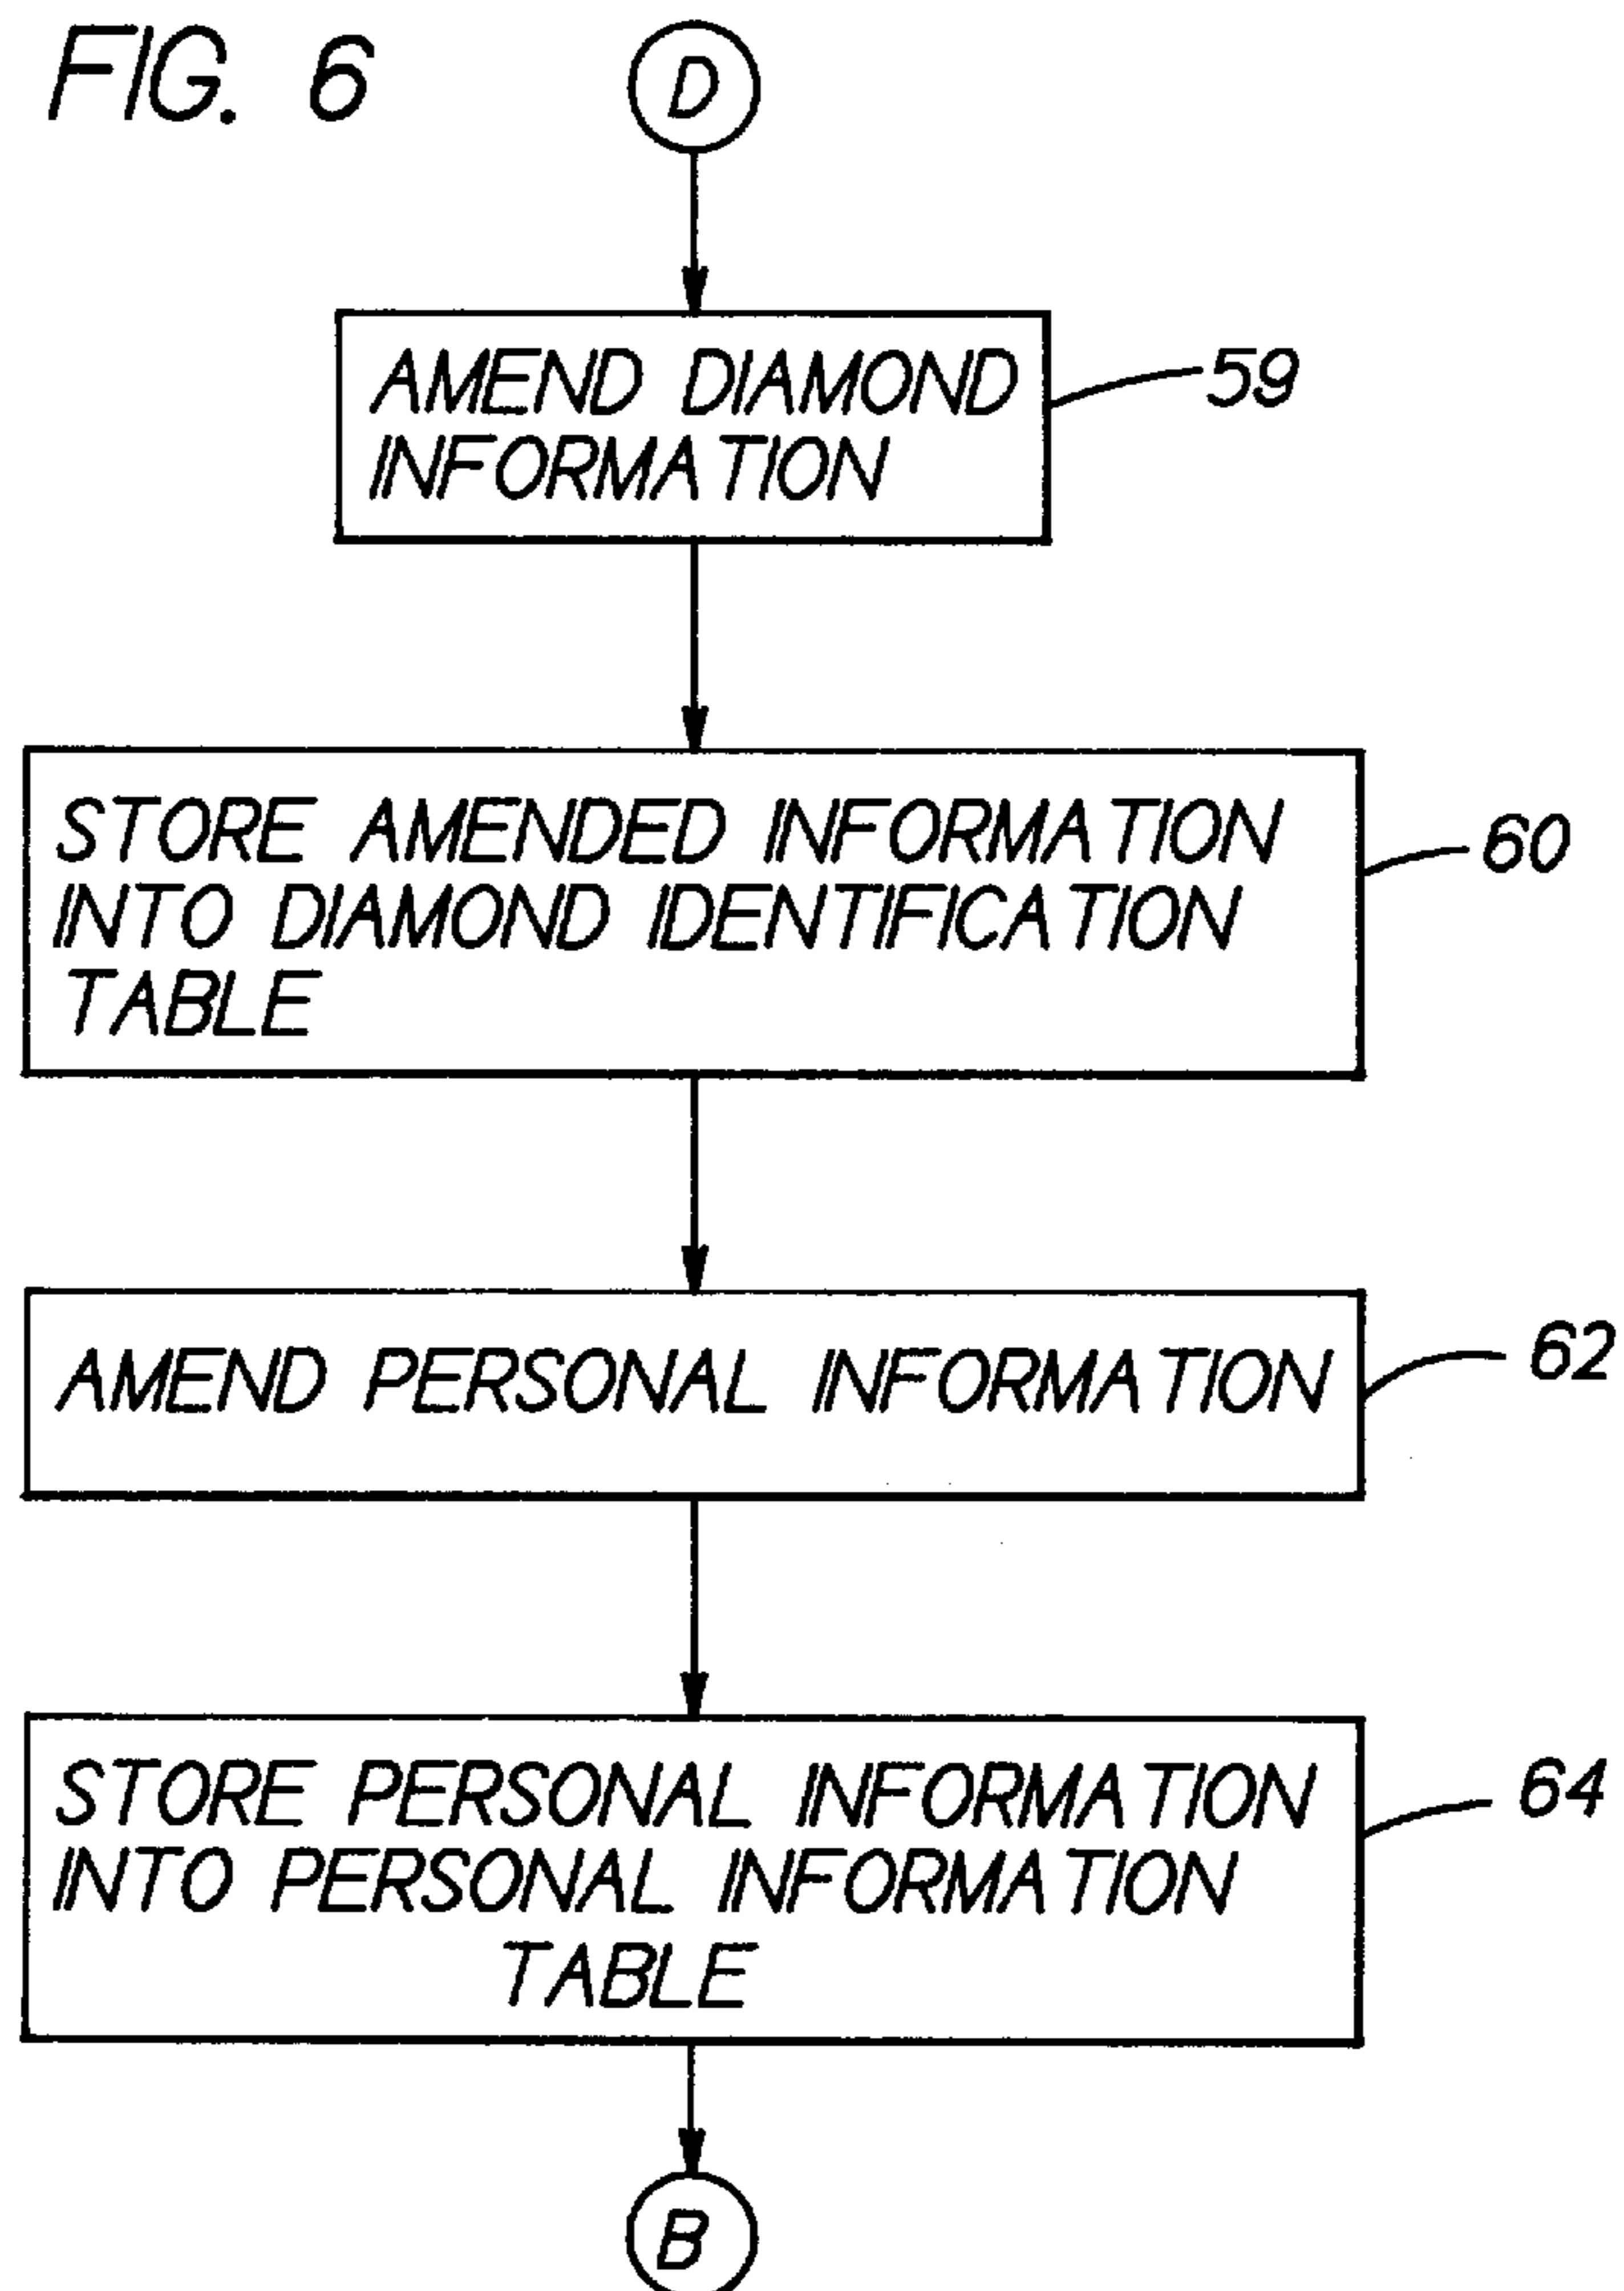 FIG. 6
D
AMEND DIAMOND
INFORMATION
59
STORE AMENDED INFORMATION
INTO DIAMOND IDENTIFICATION
TABLE
60
AMEND PERSONAL INFORMATION
62
STORE PERSONAL INFORMATION
INTO PERSONAL INFORMATION
TABLE
64
B